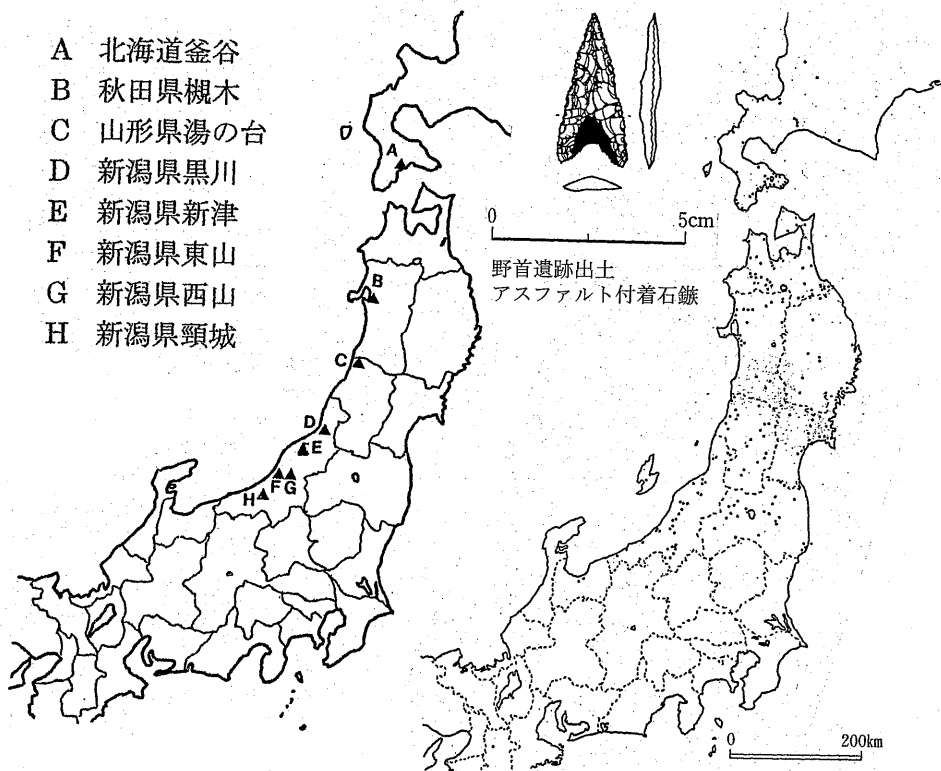 A 北海道釜谷
B 秋田県槻木
C 山形県湯の台
D 新潟県黒川
E 新潟県新津
F 新潟県東山
G 新潟県西山
H 新潟県頸城
A
B
C
D
E
F
G
H
0 5cm
野首遺跡出土
アスファルト付着石鏃
0 200km